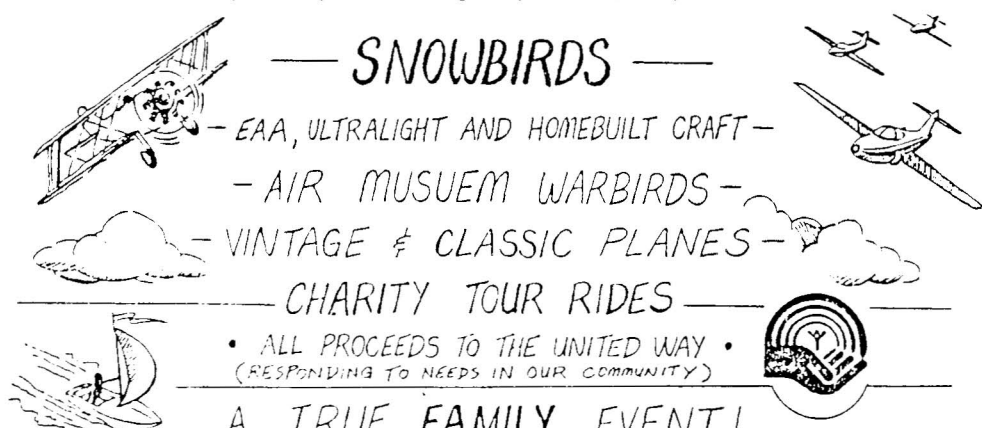 — SNOWBIRDS —
— EAA, ULTRALIGHT AND HOMEBUILT CRAFT —
— AIR MUSUEM WARBIRDS —
— VINTAGE & CLASSIC PLANES —
— CHARITY TOUR RIDES —
• ALL PROCEEDS TO THE UNITED WAY •
(RESPONDING TO NEEDS IN OUR COMMUNITY)
A TRUE FAMILY EVENT!